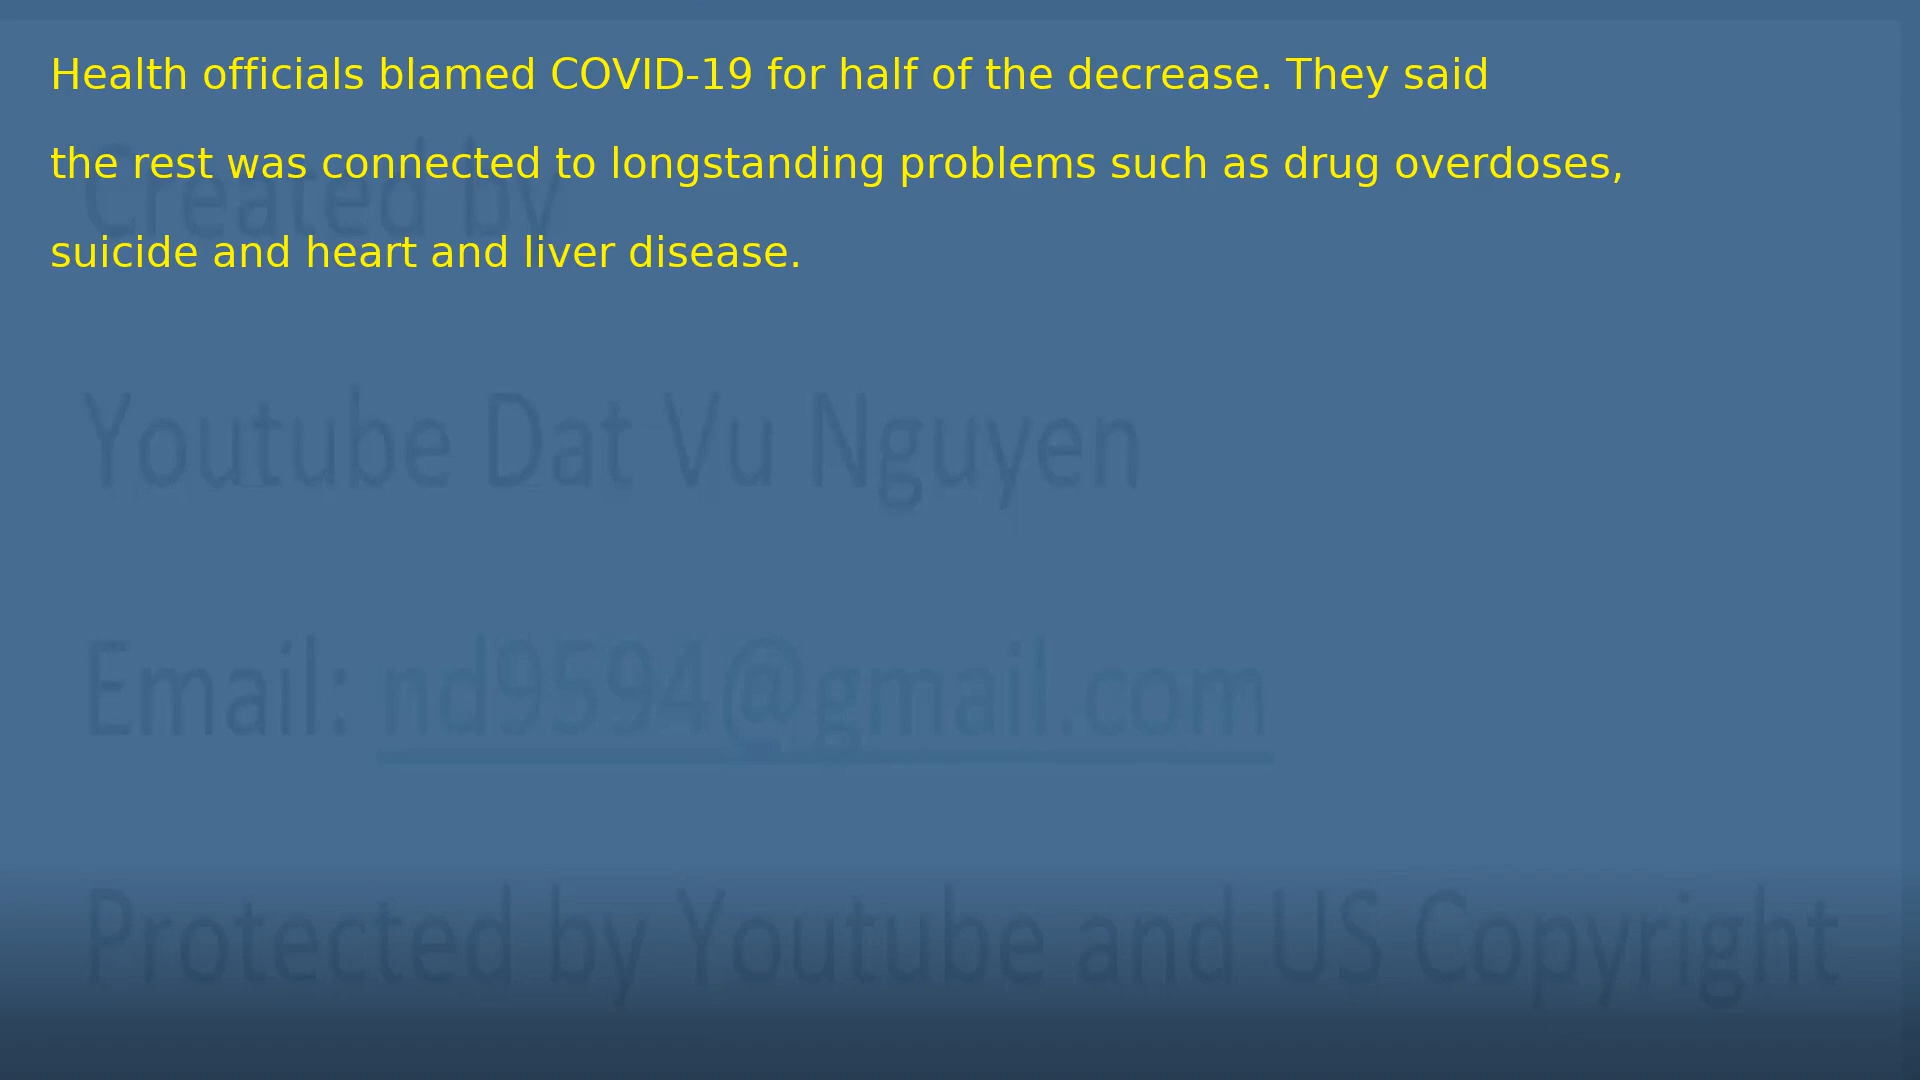 Health officials blamed COVID-19 for half of the decrease. They said
the rest was connected to longstanding problems such as drug overdoses,
suicide and heart and liver disease.
Created by
Youtube Dat Vu Nguyen
Email: nd9594@gmail.com
Protected by Youtube and US Copyright